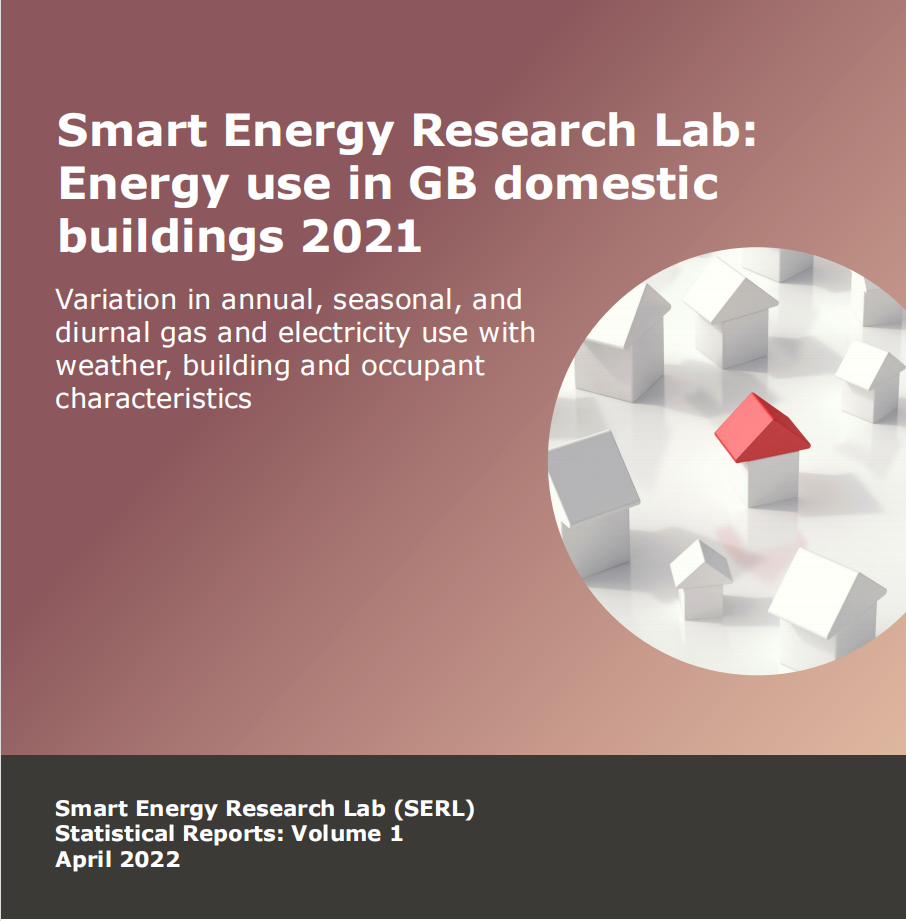 Smart Energy Research Lab:
Energy use in GB domestic
buildings 2021
Variation in annual, seasonal, and
diurnal gas and electricity use with
weather, building and occupant
characteristics
Smart Energy Research Lab (SERL)
Statistical Reports: Volume 1
April 2022